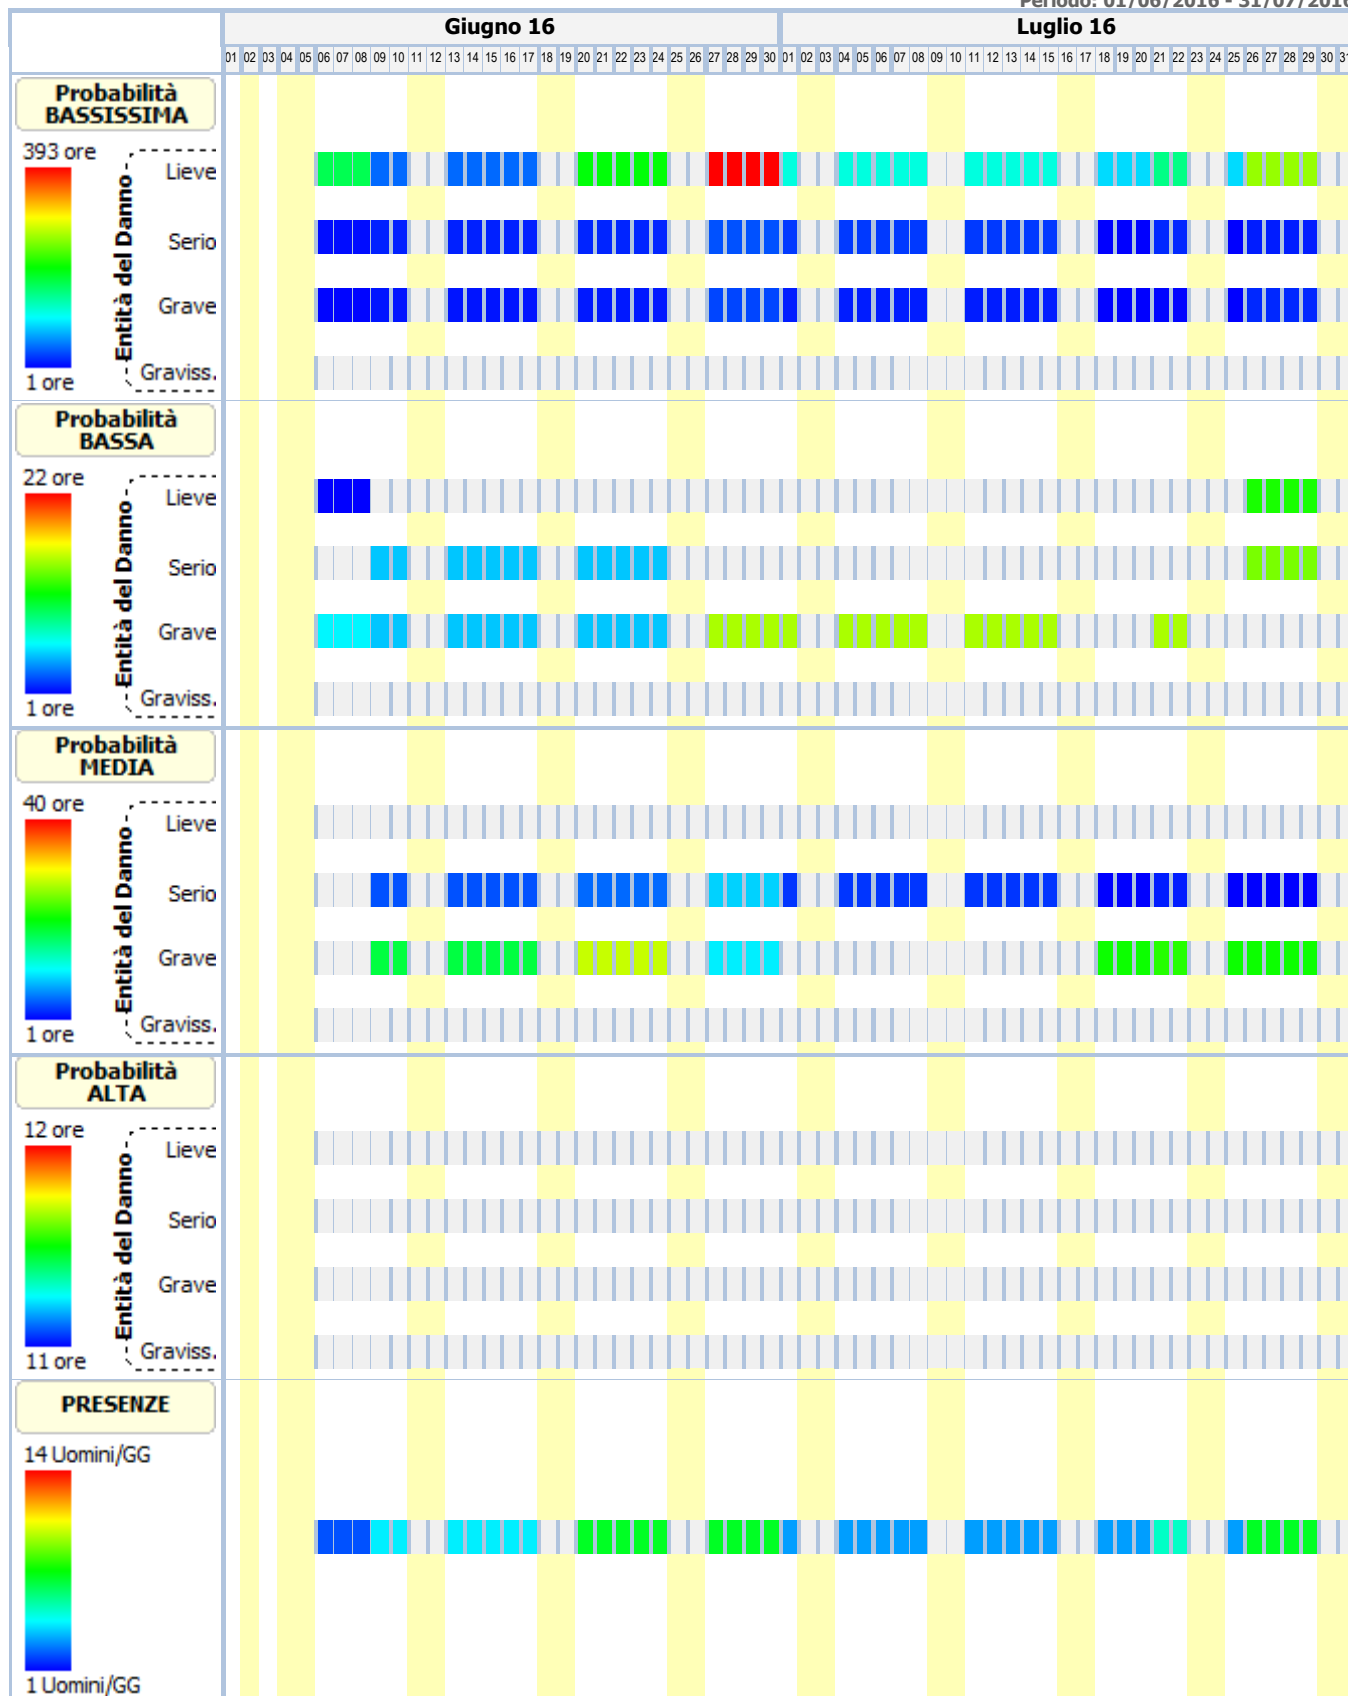 Periodo: 01/06/2016 - 31/07/2016
Giugno 16 Luglio 16
01 02 03 04 05 06 07 08 09 10 11 12 13 14 15 16 17 18 19 20 21 22 23 24 25 26 27 28 29 30 01 02 03 04 05 06 07 08 09 10 11 12 13 14 15 16 17 18 19 20 21 22 23 24 25 26 27 28 29 30 31
Probabilità
BASSISSIMA
393 ore
Entità del Danno
Lieve
Serio
Grave
Graviss.
1 ore
Probabilità
BASSA
22 ore
Entità del Danno
Lieve
Serio
Grave
Graviss.
1 ore
Probabilità
MEDIA
40 ore
Entità del Danno
Lieve
Serio
Grave
Graviss.
1 ore
Probabilità
ALTA
12 ore
Entità del Danno
Lieve
Serio
Grave
Graviss.
11 ore
PRESENZE
14 Uomini/GG
1 Uomini/GG